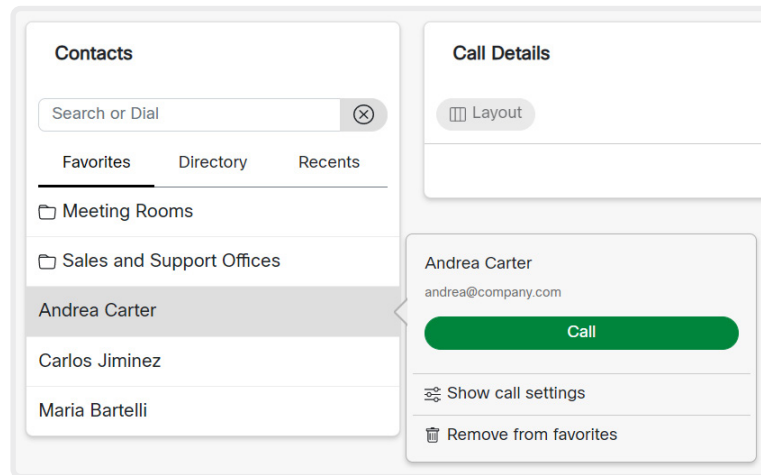 Contacts
Search or Dial
Favorites Directory Recents
Meeting Rooms
Sales and Support Offices
Andrea Carter
Carlos Jiminez
Maria Bartelli
Call Details
Layout
Andrea Carter
andrea@company.com
Call
Show call settings
Remove from favorites